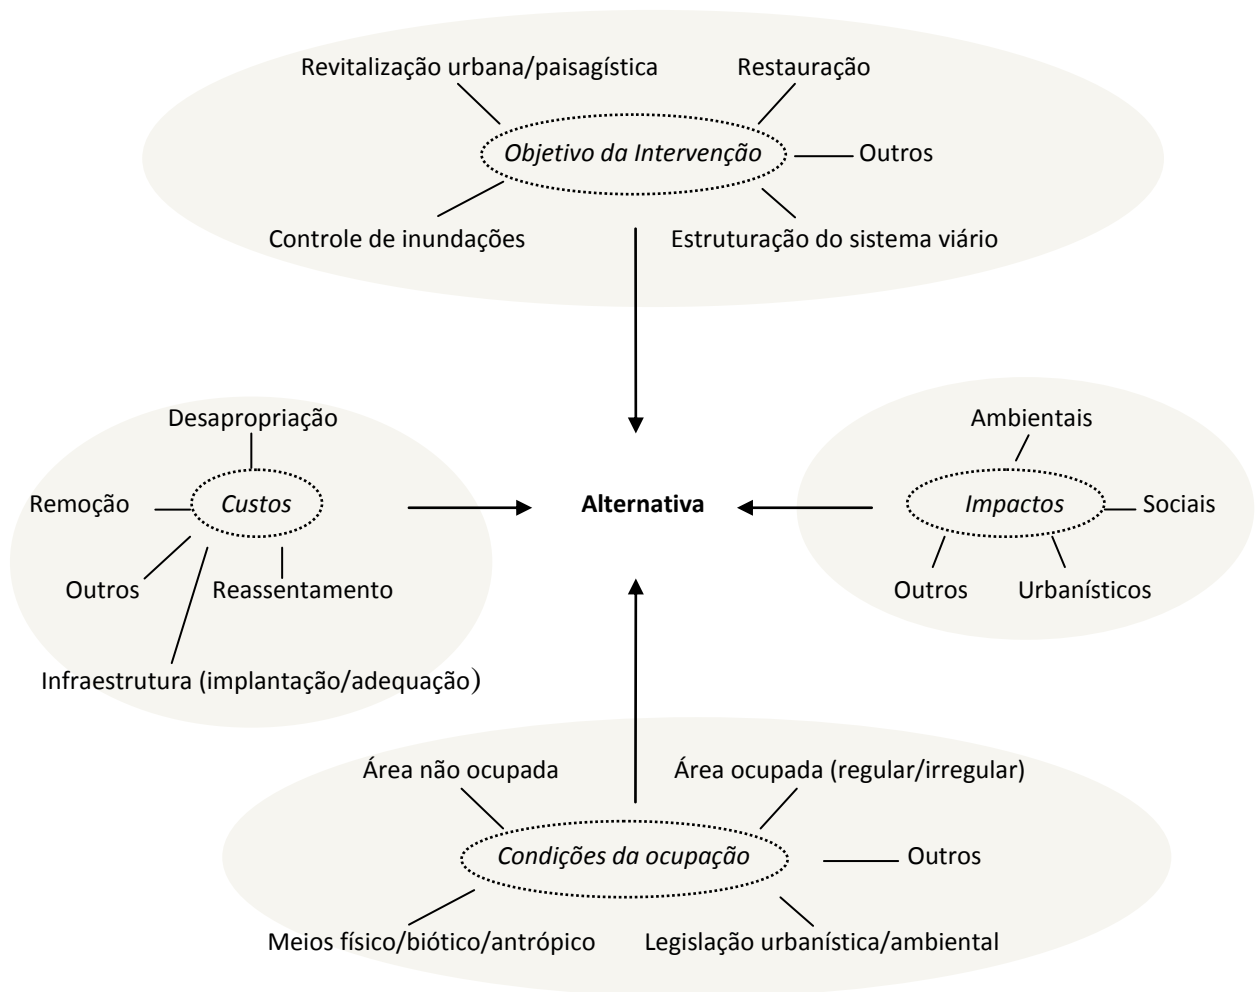 Revitalização urbana/paisagística
Restauração
Objetivo da Intervenção
Outros
Controle de inundações
Estruturação do sistema viário
Desapropriação
Remoção
Custos
Outros
Reassentamento
Infraestrutura (implantação/adequação)
Alternativa
Ambientais
Impactos
Sociais
Outros
Urbanísticos
Área não ocupada
Área ocupada (regular/irregular)
Condições da ocupação
Outros
Meios físico/biótico/antrópico
Legislação urbanística/ambiental